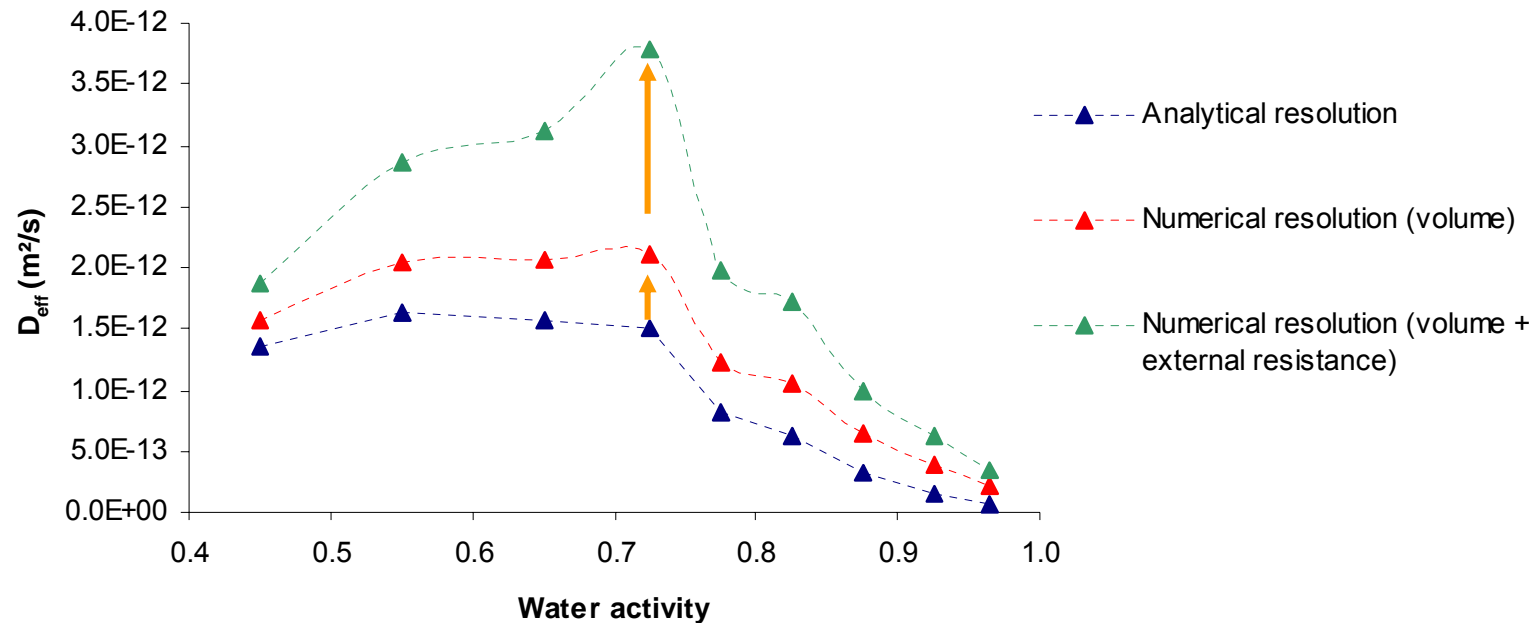 4.0E-12
3.5E-12
3.0E-12
2.5E-12
2.0E-12
1.5E-12
1.0E-12
5.0E-13
0.0E+00
D_eff (m²/s)
0.4 0.5 0.6 0.7 0.8 0.9 1.0
Water activity
Analytical resolution
Numerical resolution (volume)
Numerical resolution (volume +
external resistance)